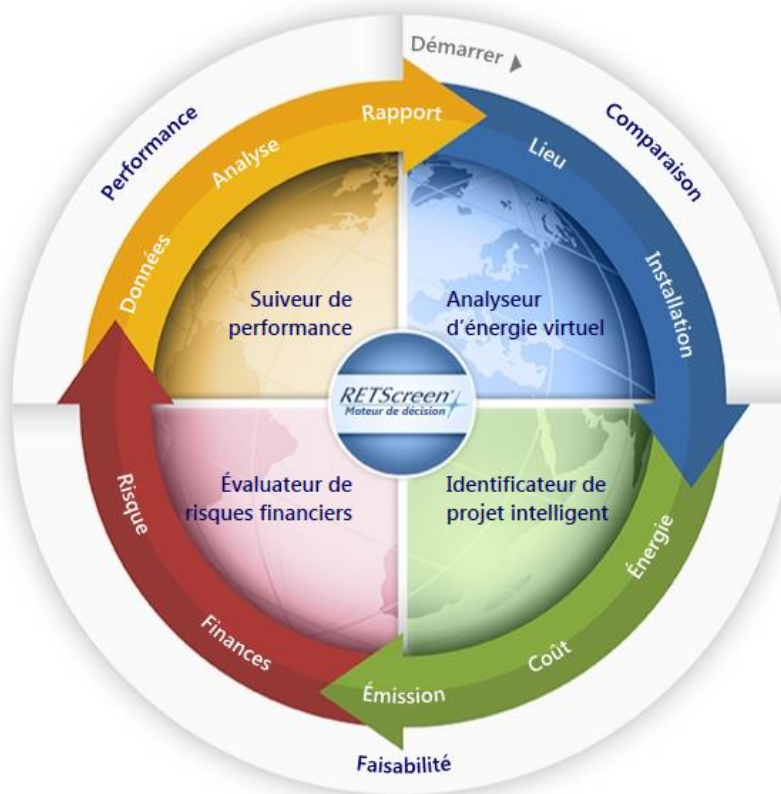 Démarrer
Comparaison
Lieu
Installation
Analyseur
d'énergie virtuel
Énergie
Coût
Émission
Identificateur de
projet intelligent
Faisabilité
Finances
Risque
Évaluateur de
risques financiers
Performance
Données
Analyse
Rapport
Suiveur de
performance
RETScreen®
Moteur de décision